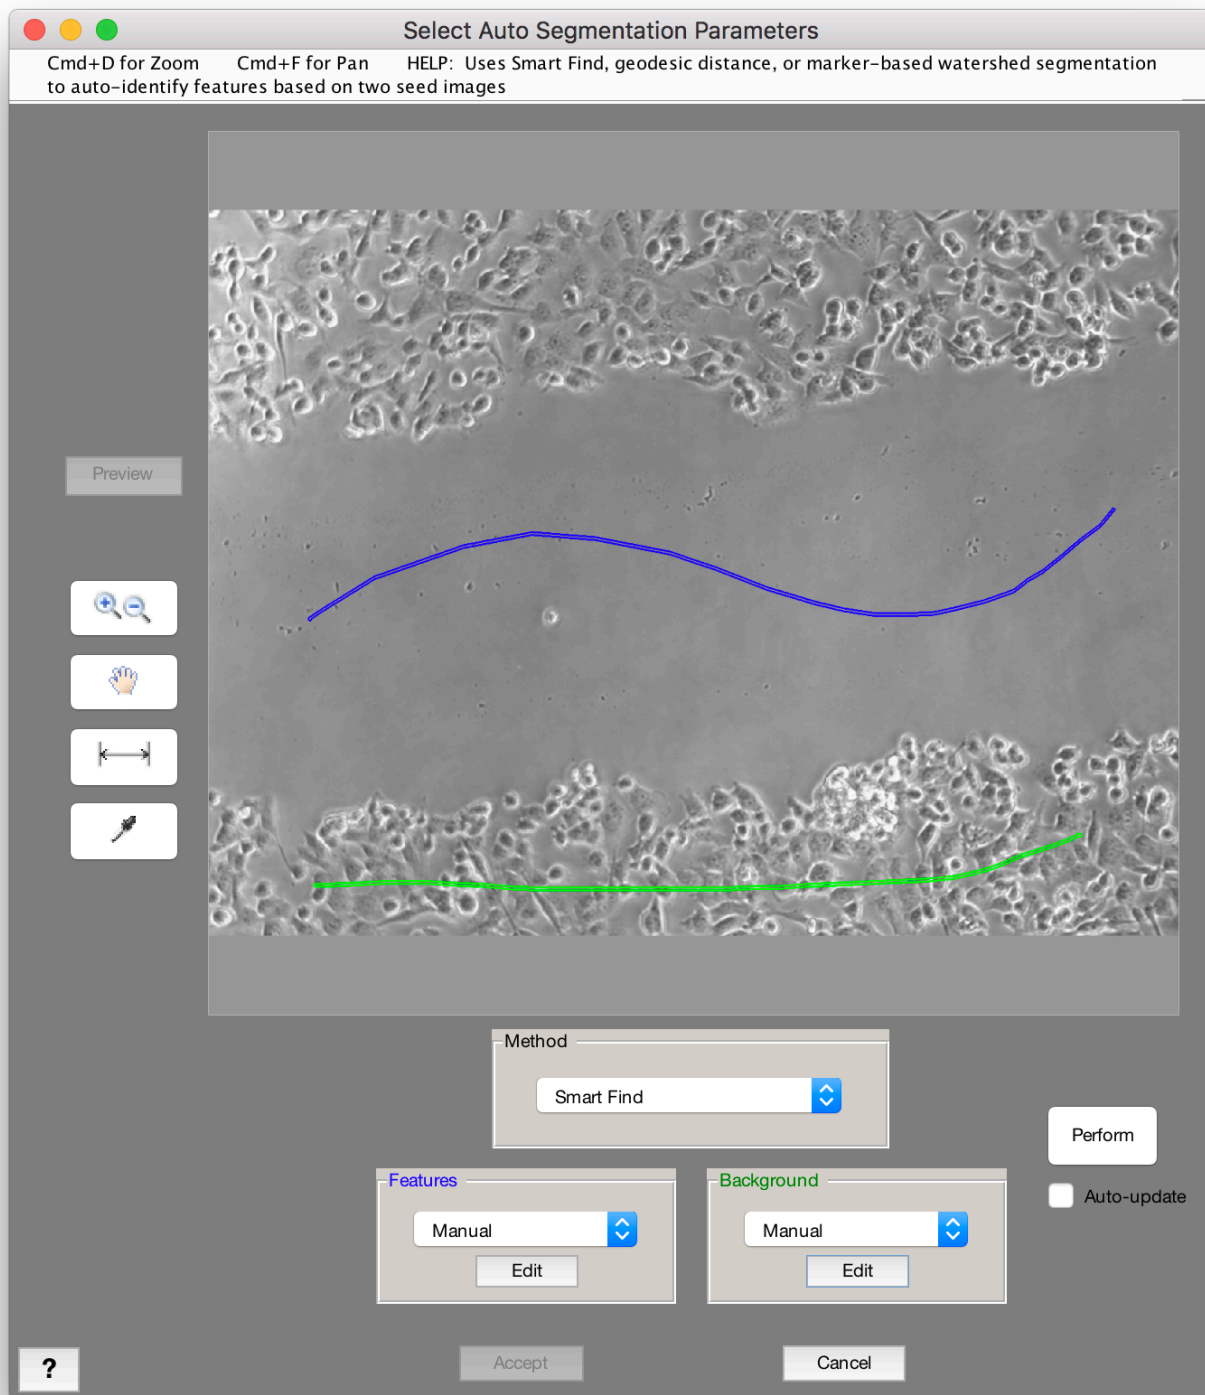 Select Auto Segmentation Parameters
Cmd+D for Zoom Cmd+F for Pan HELP: Uses Smart Find, geodesic distance, or marker-based watershed segmentation
to auto-identify features based on two seed images
Preview
Method
Smart Find
Perform
Auto-update
Features
Manual
Edit
Background
Manual
Edit
?
Accept
Cancel